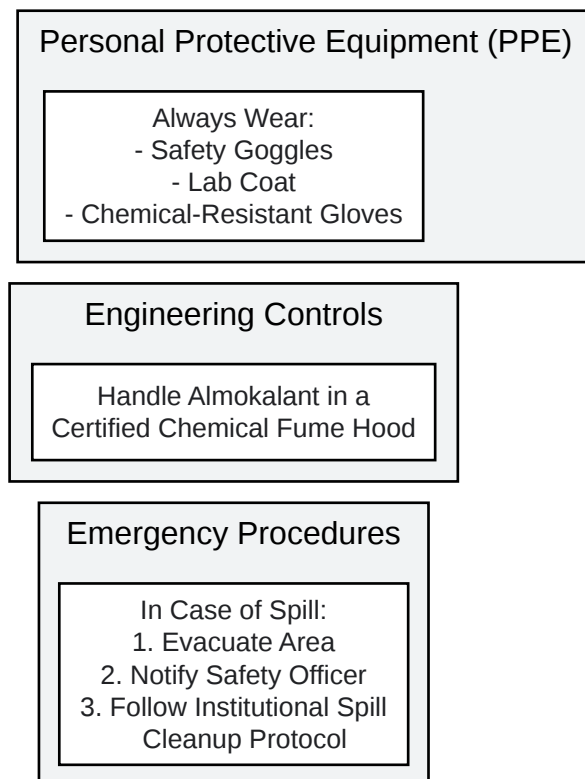 Personal Protective Equipment (PPE)
Always Wear:
- Safety Goggles
- Lab Coat
- Chemical-Resistant Gloves
Engineering Controls
Handle Almokalant in a
Certified Chemical Fume Hood
Emergency Procedures
In Case of Spill:
1. Evacuate Area
2. Notify Safety Officer
3. Follow Institutional Spill
Cleanup Protocol